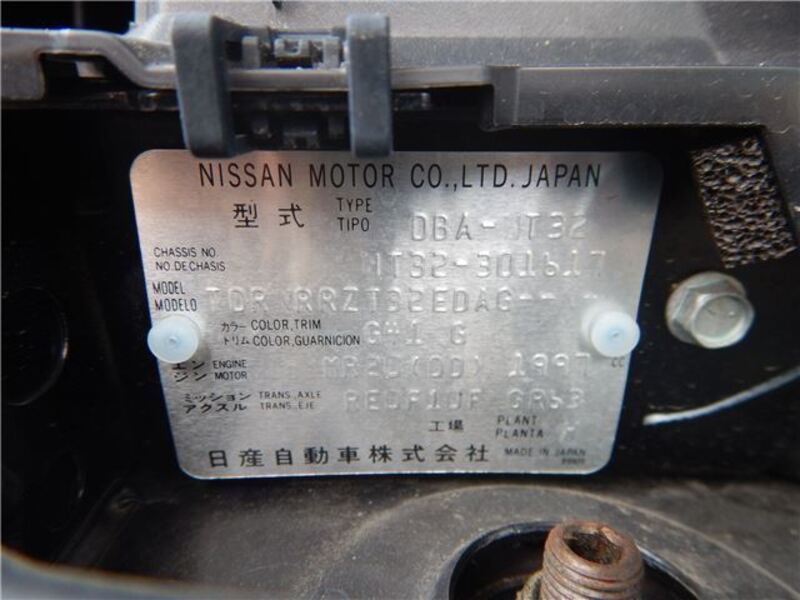 NISSAN MOTOR CO.,LTD. JAPAN
型式 TYPE TIPO DBA-NT32
CHASSIS NO. NO.DE CHASIS NT32-301617
MODEL MODELO
カラー COLOR,TRIM トリム COLOR,GUARNICION G41 G
エンジン ENGINE MOTOR 1997 CC
ミッション TRANS.,AXLE アクスル TRANS.,EJE GR63
工場 PLANT PLANTA
日産自動車株式会社 MADE IN JAPAN